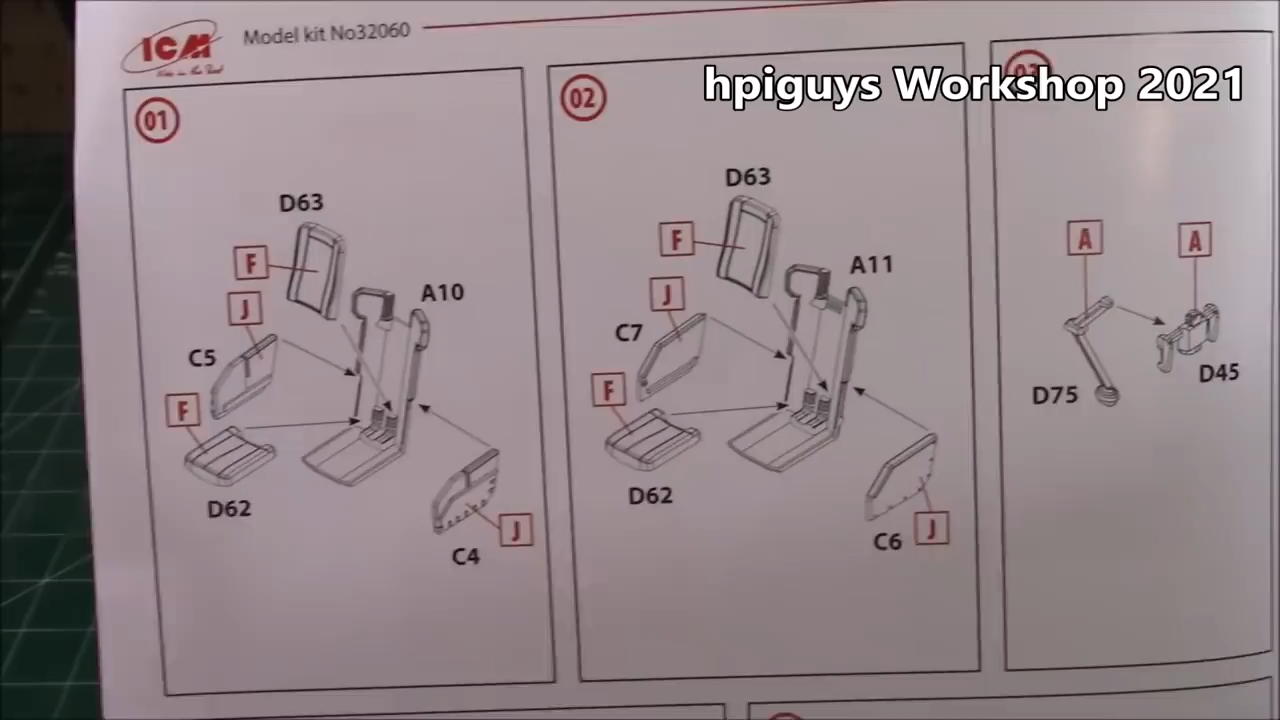 ICM
Model kit No32060
hpiguys Workshop 2021
01
D63
F
J
A10
C5
F
D62
C4
J
02
D63
F
J
A11
C7
F
D62
C6
J
03
A
A
D75
D45